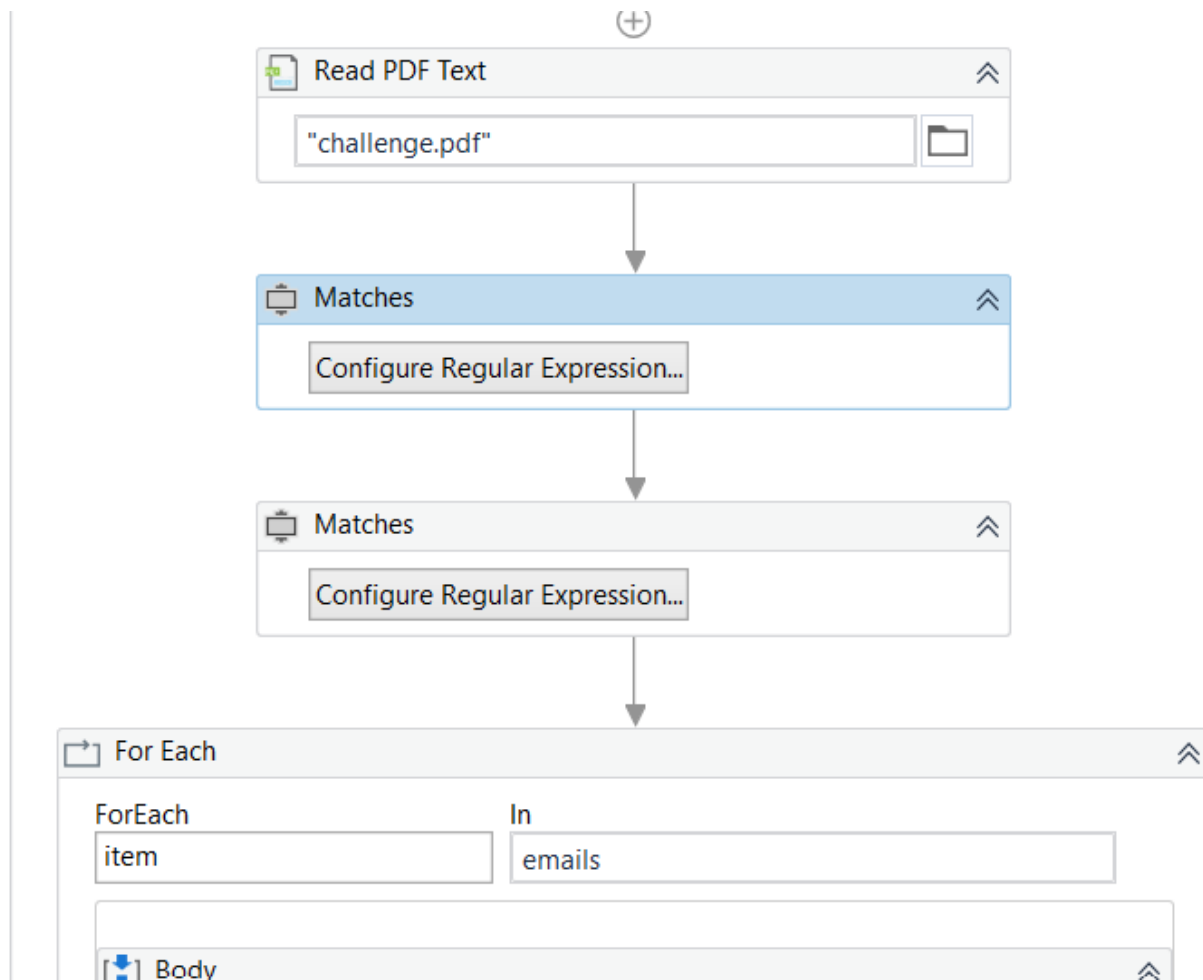 Read PDF Text
"challenge.pdf"
Matches
Configure Regular Expression...
Matches
Configure Regular Expression...
For Each
ForEach In
item emails
Body